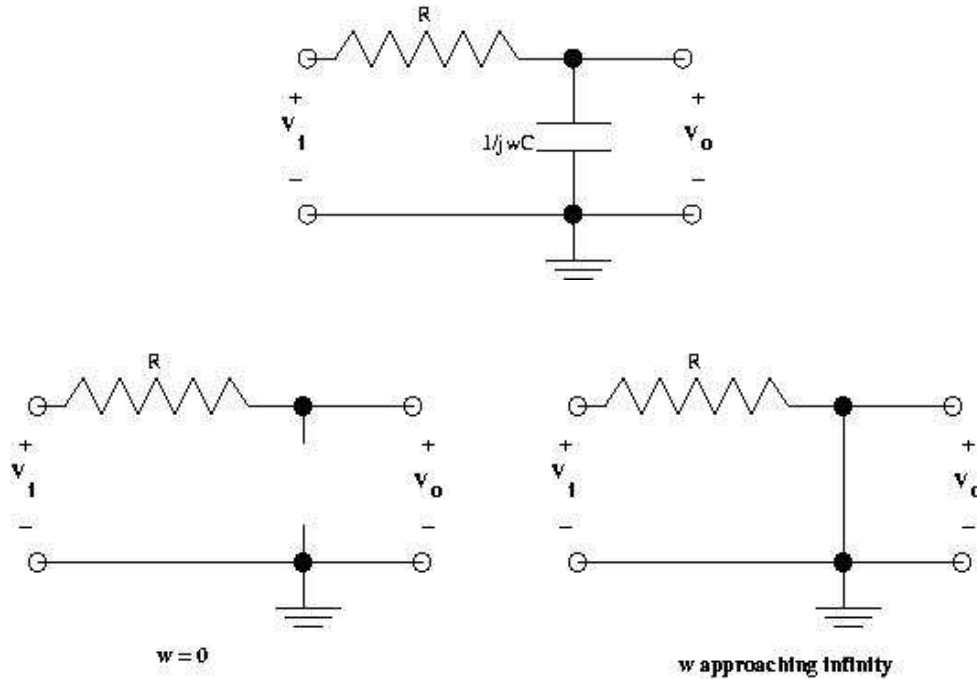 R
+ +
v i 1/jwC v o
− −
R R
+ + + +
v i v o v i v o
− − − −
w = 0 w approaching infinity